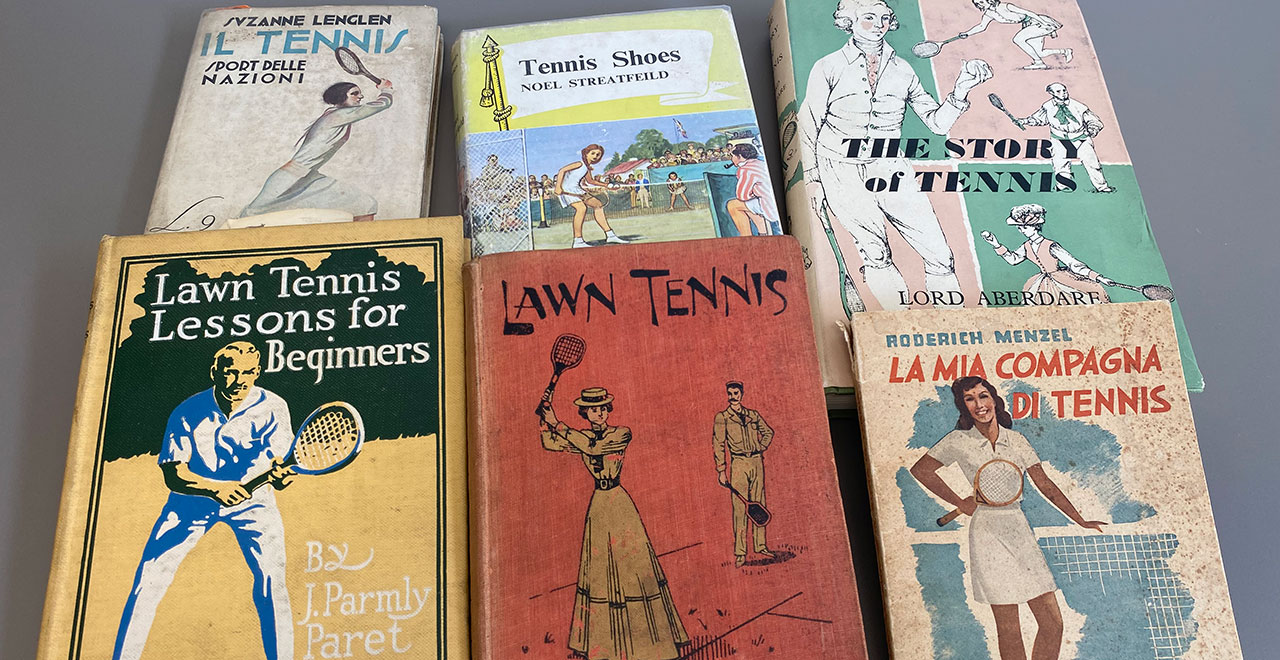 SVZANNE LENGLEN
IL TENNIS
SPORT DELLE
NAZIONI
Tennis Shoes
NOEL STREATFEILD
THE STORY
of TENNIS
LORD ABERDARE
Lawn Tennis
Lessons for
Beginners
By
J. Parmly
Paret
LAWN TENNIS
RODERICH MENZEL
LA MIA COMPAGNA
DI TENNIS